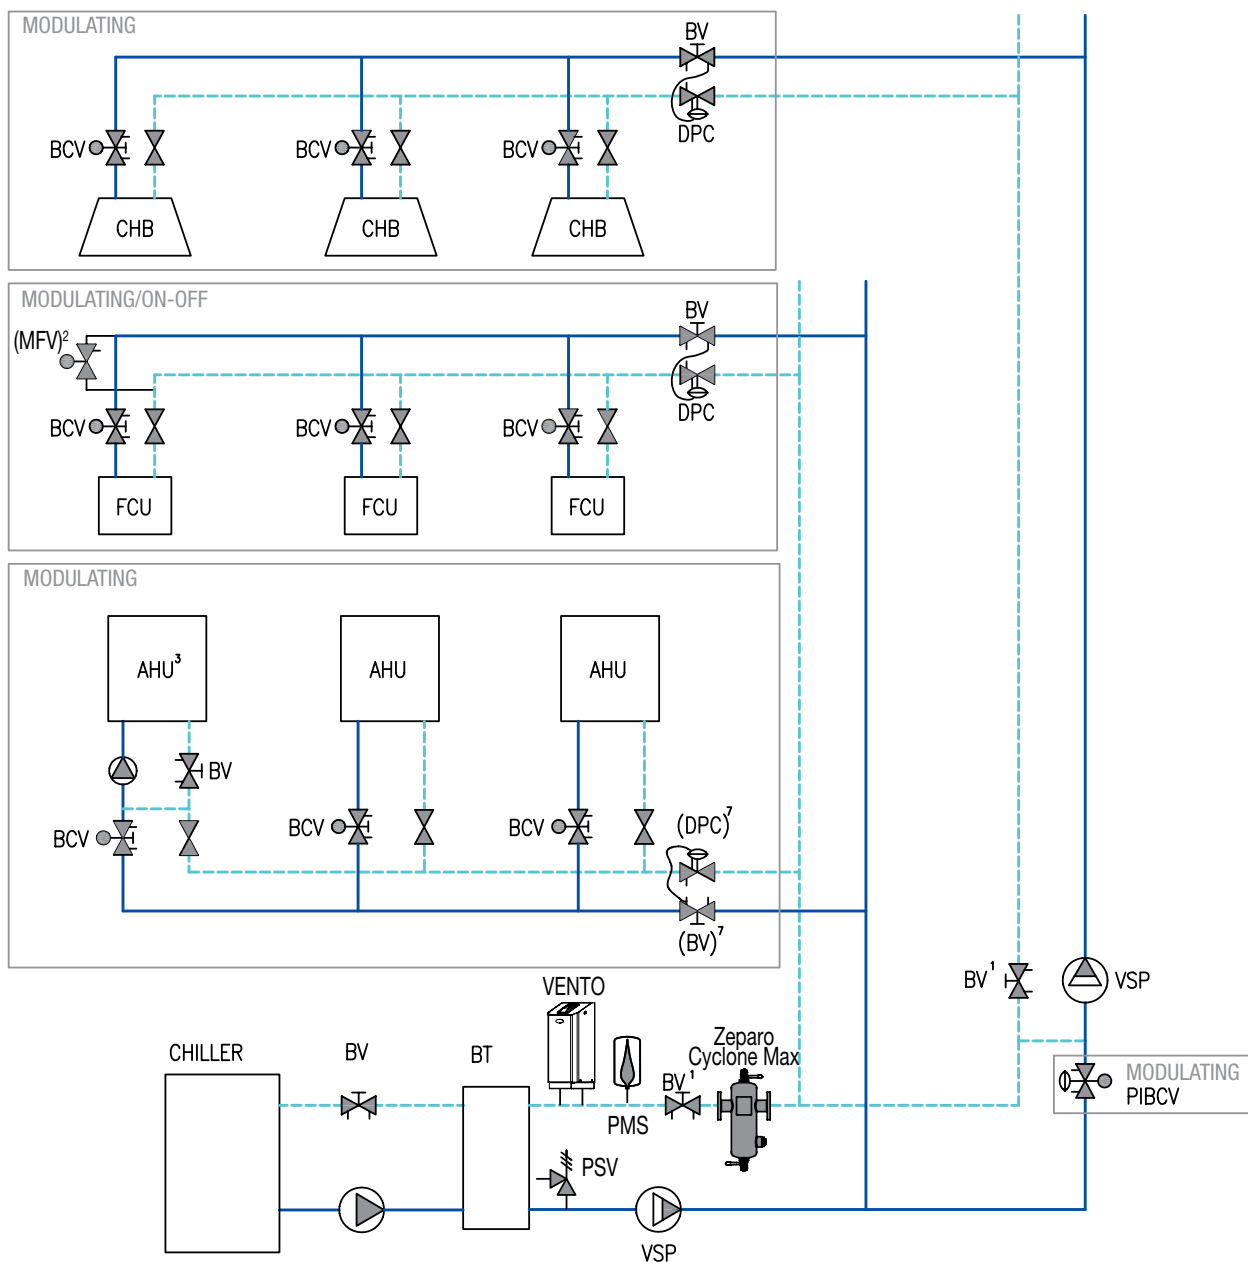 MODULATING
BV
DPC
BCV
BCV
BCV
CHB
CHB
CHB
MODULATING/ON-OFF
BV
(MFV)²
DPC
BCV
BCV
BCV
FCU
FCU
FCU
MODULATING
AHU³
AHU
AHU
BV
BCV
BCV
BCV
(DPC)⁷
(BV)⁷
BV¹
VSP
VENTO
CHILLER
BV
BT
Zeparo
Cyclone Max
BV¹
PMS
MODULATING
PIBCV
PSV
VSP